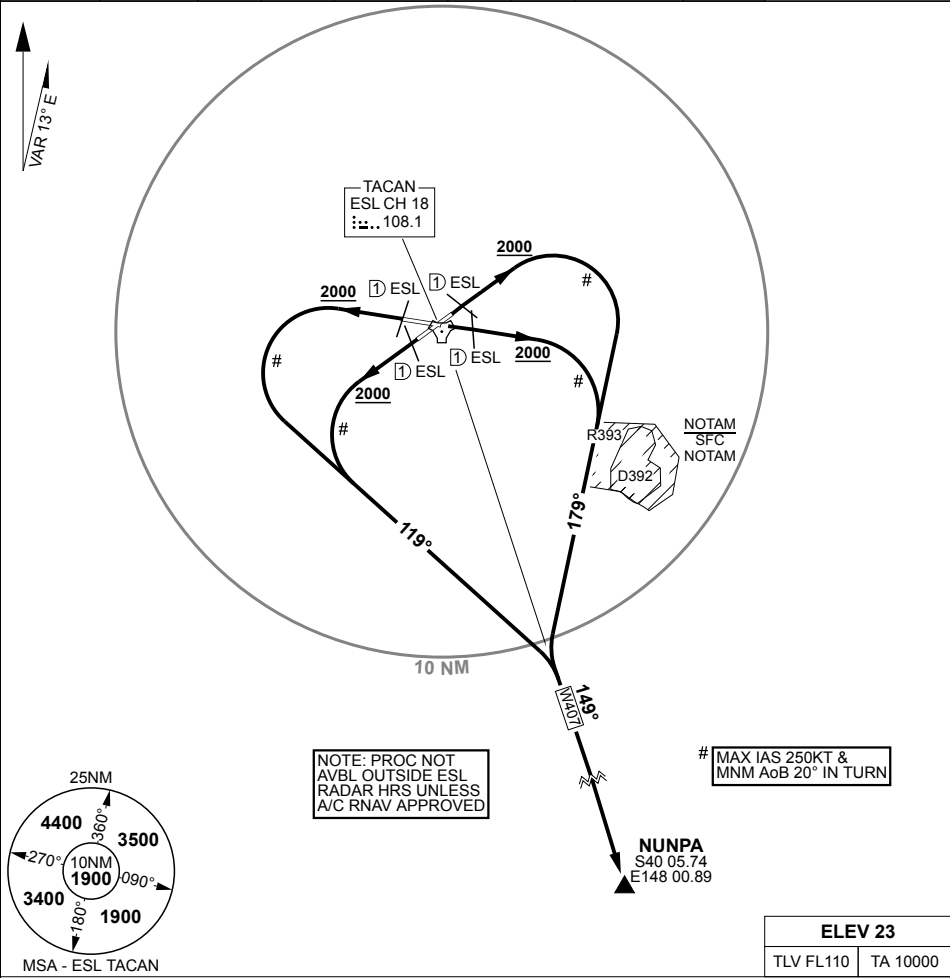 VAR 13° E
TACAN
ESL CH 18
108.1
2000
1 ESL
1 ESL
2000
#
#
1 ESL
2000
1 ESL
#
2000
#
R393
NOTAM
SFC
NOTAM
D392
179°
119°
10 NM
149°
W407
NOTE: PROC NOT
AVBL OUTSIDE ESL
RADAR HRS UNLESS
A/C RNAV APPROVED
# MAX IAS 250KT &
MNM AoB 20° IN TURN
NUNPA
S40 05.74
E148 00.89
25NM
4400
360°
3500
270°
10NM
1900
090°
3400
180°
1900
MSA - ESL TACAN
ELEV 23
TLV FL110
TA 10000